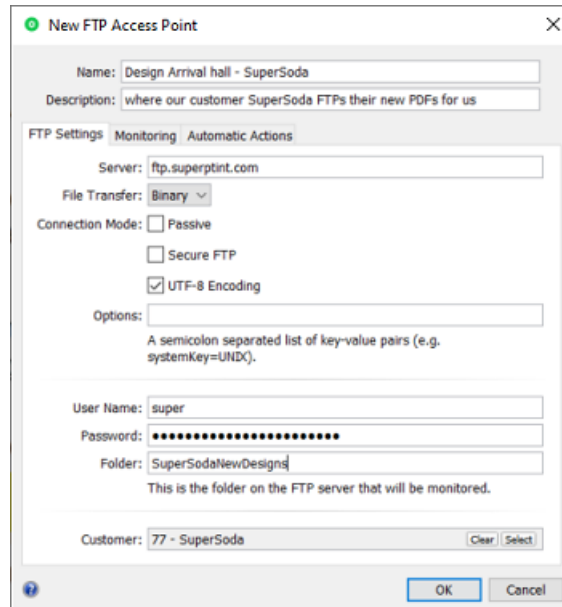 New FTP Access Point
Name: Design Arrival hall - SuperSoda
Description: where our customer SuperSoda FTPs their new PDFs for us
FTP Settings Monitoring Automatic Actions
Server: ftp.superptint.com
File Transfer: Binary
Connection Mode: Passive
Secure FTP
UTF-8 Encoding
Options:
A semicolon separated list of key-value pairs (e.g.
systemKey=UNIX).
User Name: super
Password: ●●●●●●●●●●●●●●●●●●●●●●●
Folder: SuperSodaNewDesigns
This is the folder on the FTP server that will be monitored.
Customer: 77 - SuperSoda Clear Select
? OK Cancel